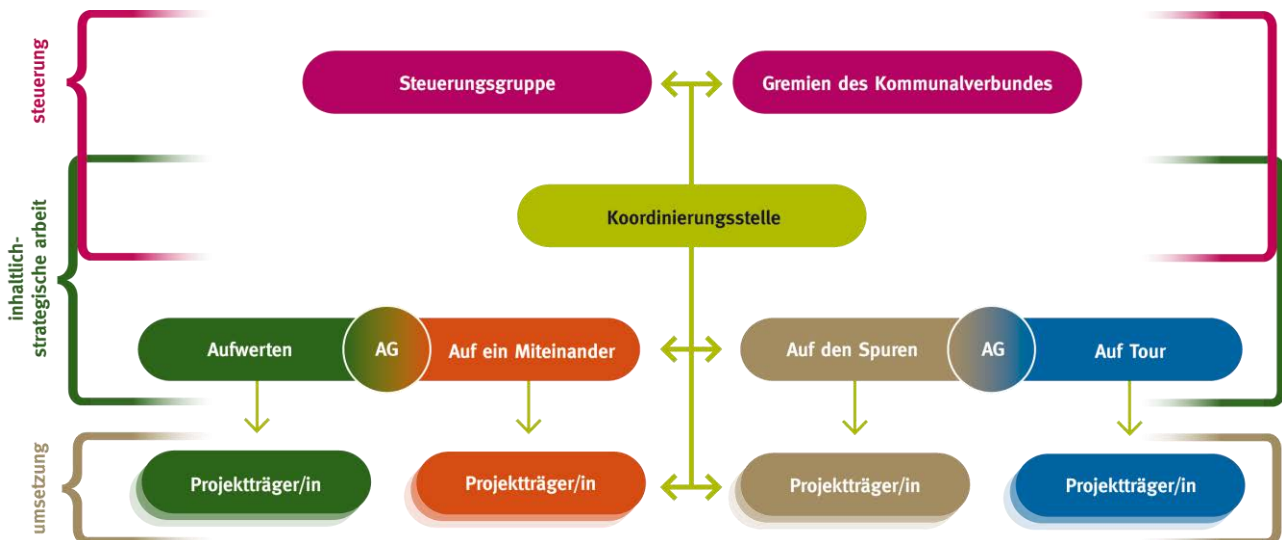 steuerung
Steuerungsgruppe
Gremien des Kommunalverbundes
inhaltlich-
strategische arbeit
Koordinierungsstelle
Aufwerten
AG
Auf ein Miteinander
Auf den Spuren
AG
Auf Tour
umsetzung
Projektträger/in
Projektträger/in
Projektträger/in
Projektträger/in